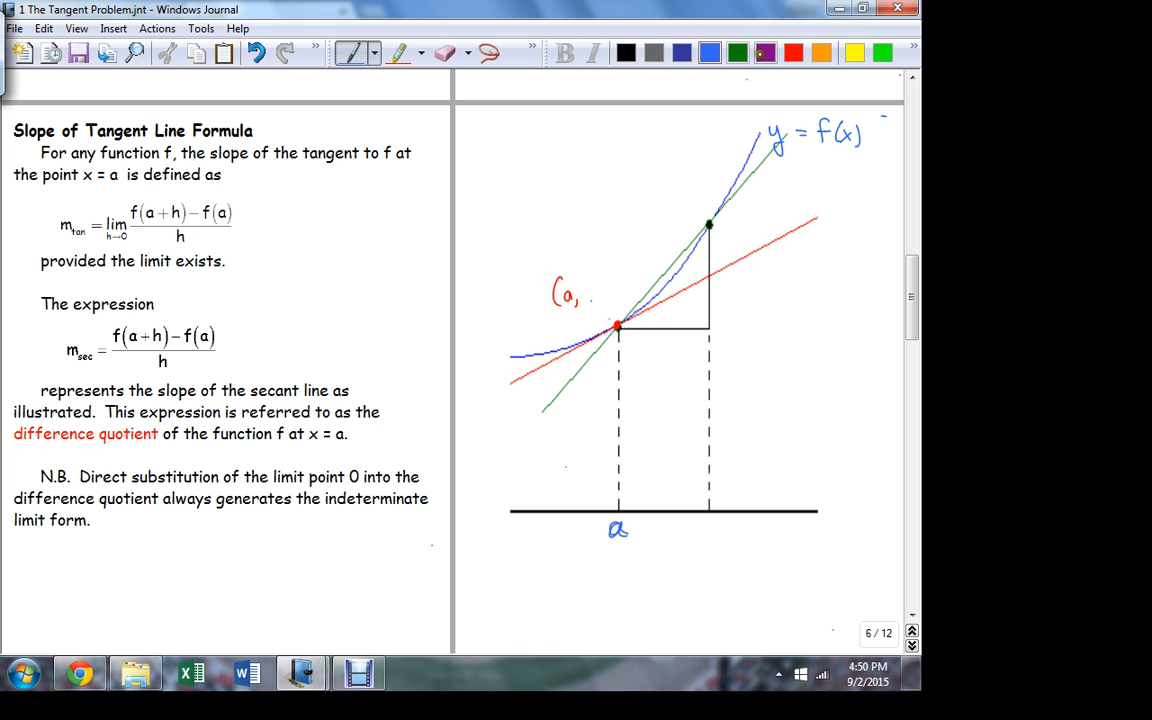 1 The Tangent Problem.jnt - Windows Journal
File Edit View Insert Actions Tools Help
B I
Slope of Tangent Line Formula
For any function f, the slope of the tangent to f at
the point x = a is defined as
m_tan = lim_{h→0} (f(a+h) − f(a)) / h
provided the limit exists.
The expression
m_sec = (f(a+h) − f(a)) / h
represents the slope of the secant line as
illustrated. This expression is referred to as the
difference quotient of the function f at x = a.
N.B. Direct substitution of the limit point 0 into the
difference quotient always generates the indeterminate
limit form.
y = f(x)
(a,
a
6 / 12
4:50 PM
9/2/2015